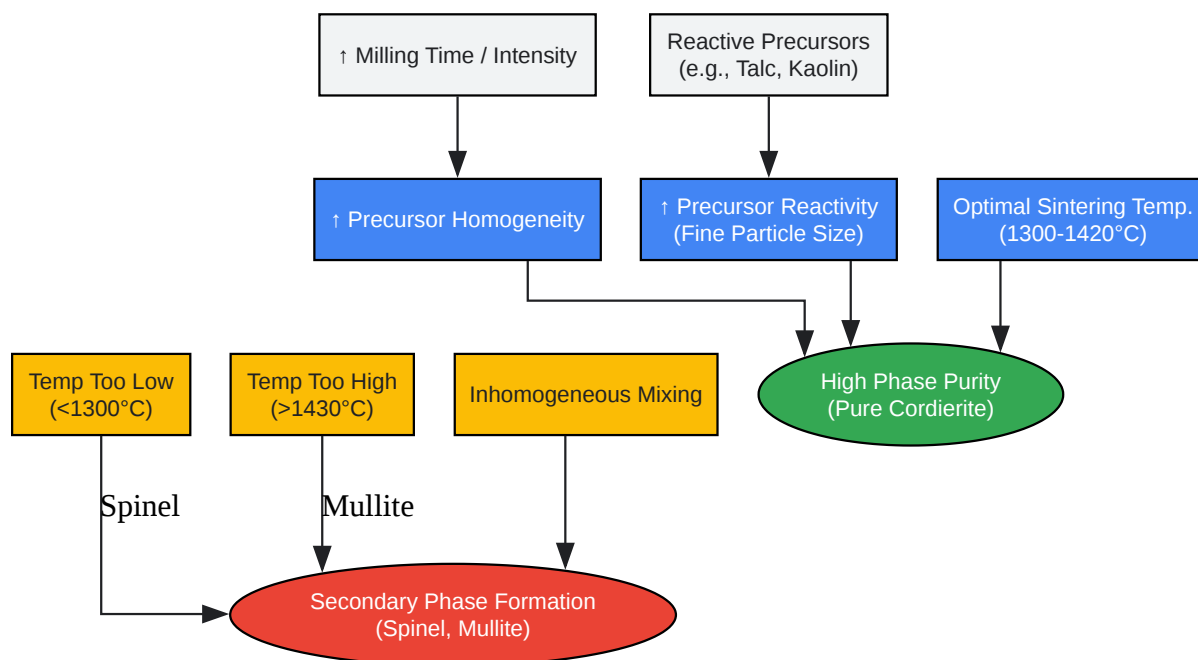 ↑ Milling Time / Intensity
Reactive Precursors
(e.g., Talc, Kaolin)
↑ Precursor Homogeneity
↑ Precursor Reactivity
(Fine Particle Size)
Optimal Sintering Temp.
(1300-1420°C)
Temp Too Low
(<1300°C)
Temp Too High
(>1430°C)
Inhomogeneous Mixing
High Phase Purity
(Pure Cordierite)
Spinel
Mullite
Secondary Phase Formation
(Spinel, Mullite)